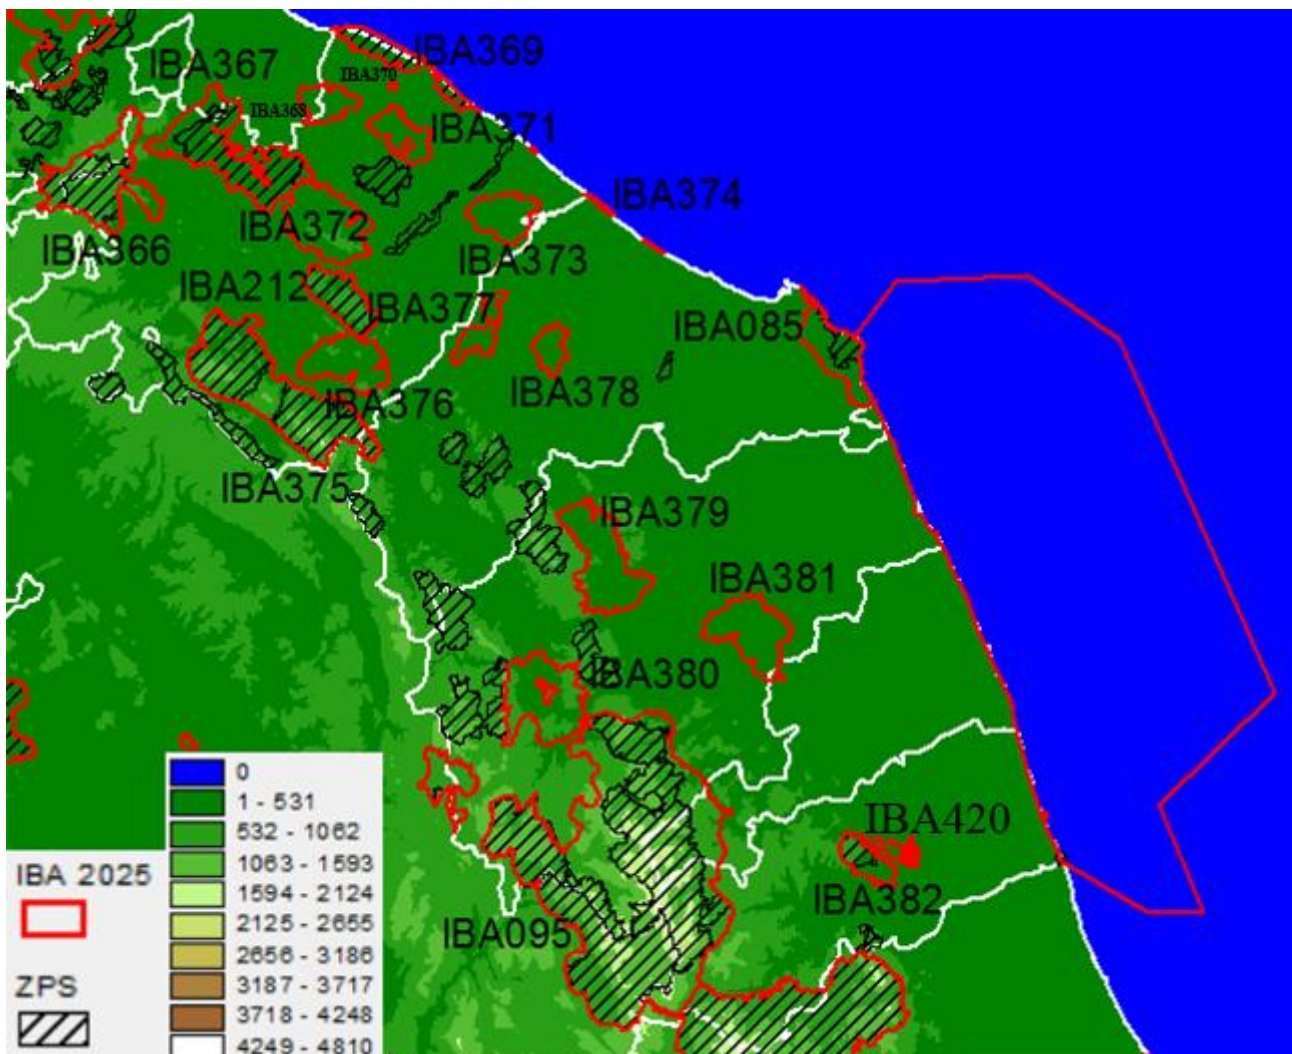 IBA369
IBA367
IBA370
IBA368
IBA371
IBA374
IBA372
IBA366
IBA373
IBA212
IBA377
IBA085
IBA378
IBA376
IBA375
IBA379
IBA381
IBA380
IBA420
IBA382
IBA095
0
1 - 531
532 - 1062
1063 - 1593
1594 - 2124
2125 - 2655
2656 - 3186
3187 - 3717
3718 - 4248
4249 - 4810
IBA 2025
ZPS